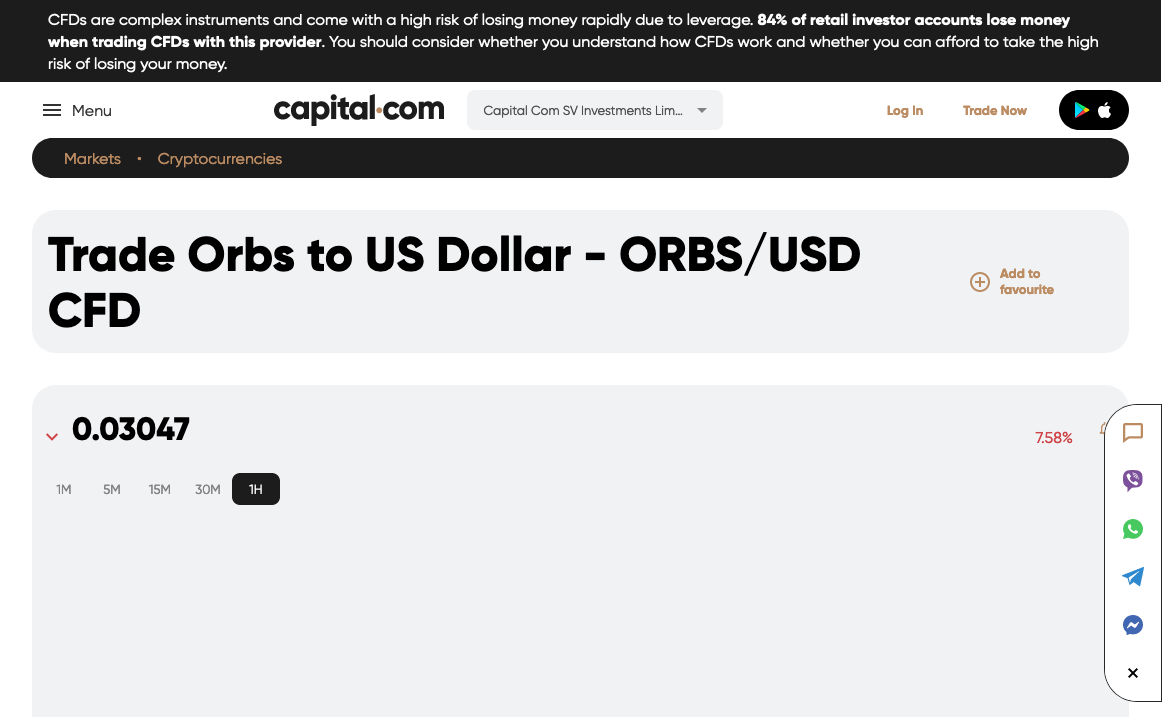 CFDs are complex instruments and come with a high risk of losing money rapidly due to leverage. 84% of retail investor accounts lose money
when trading CFDs with this provider. You should consider whether you understand how CFDs work and whether you can afford to take the high
risk of losing your money.
Menu
capital.com
Capital Com SV Investments Lim...
Log In
Trade Now
Markets • Cryptocurrencies
Trade Orbs to US Dollar - ORBS/USD
CFD
Add to
favourite
0.03047
7.58%
1M 5M 15M 30M 1H